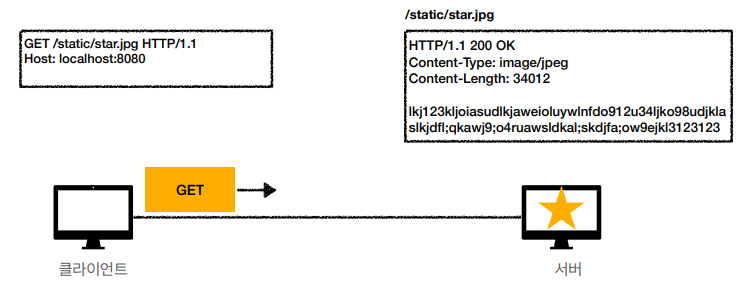 /static/star.jpg
GET /static/star.jpg HTTP/1.1
Host: localhost:8080
HTTP/1.1 200 OK
Content-Type: image/jpeg
Content-Length: 34012
lkj123kljoiasudlkjaweioluywlnfdo912u34ljko98udjkla
slkjdfl;qkawj9;o4ruawsldkal;skdjfa;ow9ejkl3123123
GET
클라이언트
서버